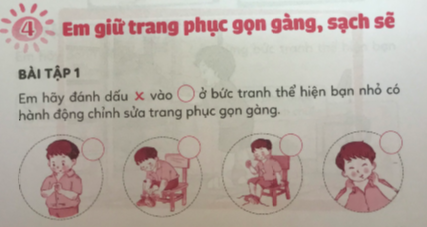 4 Em giữ trang phục gọn gàng, sạch sẽ
BÀI TẬP 1
Em hãy đánh dấu x vào ở bức tranh thể hiện bạn nhỏ có
hành động chỉnh sửa trang phục gọn gàng.